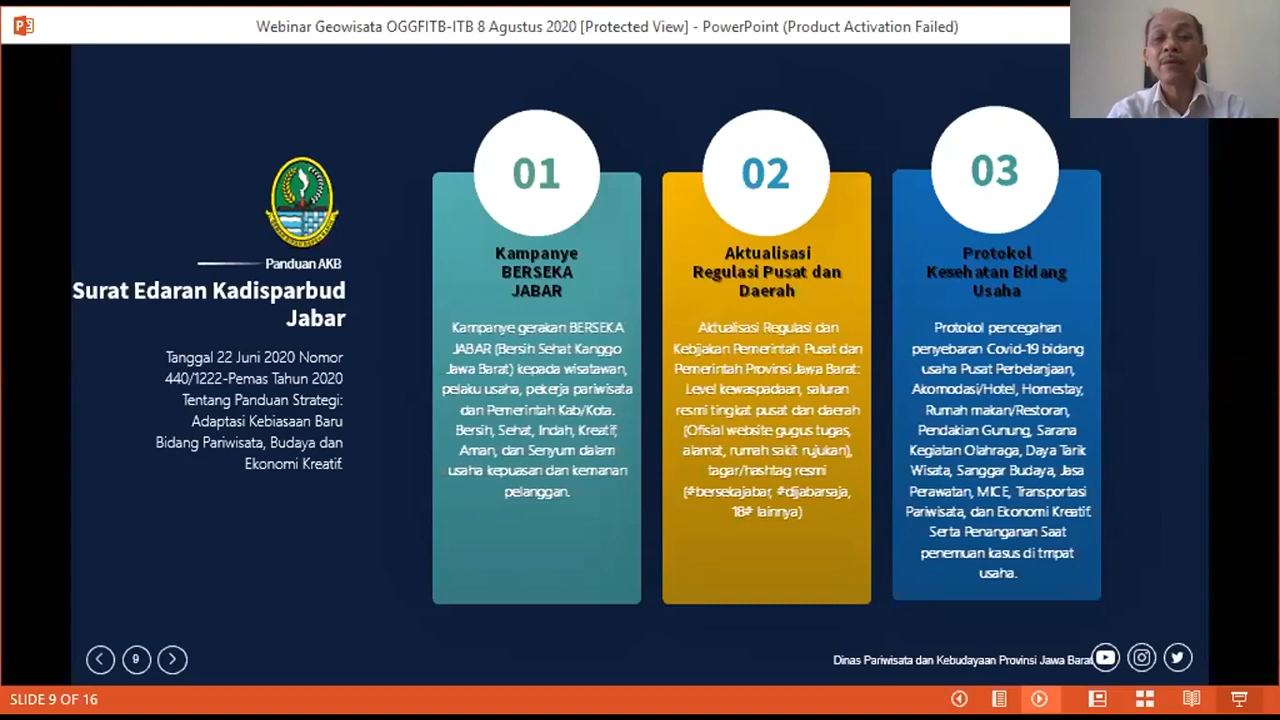 Webinar Geowisata OGGFITB-ITB 8 Agustus 2020 [Protected View] - PowerPoint (Product Activation Failed)
Panduan AKB
Surat Edaran Kadisparbud
Jabar
Tanggal 22 Juni 2020 Nomor
440/1222-Pemas Tahun 2020
Tentang Panduan Strategi:
Adaptasi Kebiasaan Baru
Bidang Pariwisata, Budaya dan
Ekonomi Kreatif.
01
Kampanye
BERSEKA
JABAR
Kampanye gerakan BERSEKA
JABAR (Bersih Sehat Kanggo
Jawa Barat) kepada wisatawan,
pelaku usaha, pekerja pariwisata
dan Pemerintah Kab/Kota.
Bersih, Sehat, Indah, Kreatif,
Aman, dan Senyum dalam
usaha kepuasan dan kemanan
pelanggan.
02
Aktualisasi
Regulasi Pusat dan
Daerah
Aktualisasi Regulasi dan
Kebijakan Pemerintah Pusat dan
Pemerintah Provinsi Jawa Barat:
Level kewaspadaan, saluran
resmi tingkat pusat dan daerah
(Ofisial website gugus tugas,
alamat, rumah sakit rujukan),
tagar/hashtag resmi
(#bersekajabar, #dijabarsaja,
18# lainnya)
03
Protokol
Kesehatan Bidang
Usaha
Protokol pencegahan
penyebaran Covid-19 bidang
usaha Pusat Perbelanjaan,
Akomodasi/Hotel, Homestay,
Rumah makan/Restoran,
Pendakian Gunung, Sarana
Kegiatan Olahraga, Daya Tarik
Wisata, Sanggar Budaya, Jasa
Perawatan, MICE, Transportasi
Pariwisata, dan Ekonomi Kreatif.
Serta Penanganan Saat
penemuan kasus di tmpat
usaha.
9
Dinas Pariwisata dan Kebudayaan Provinsi Jawa Barat
SLIDE 9 OF 16